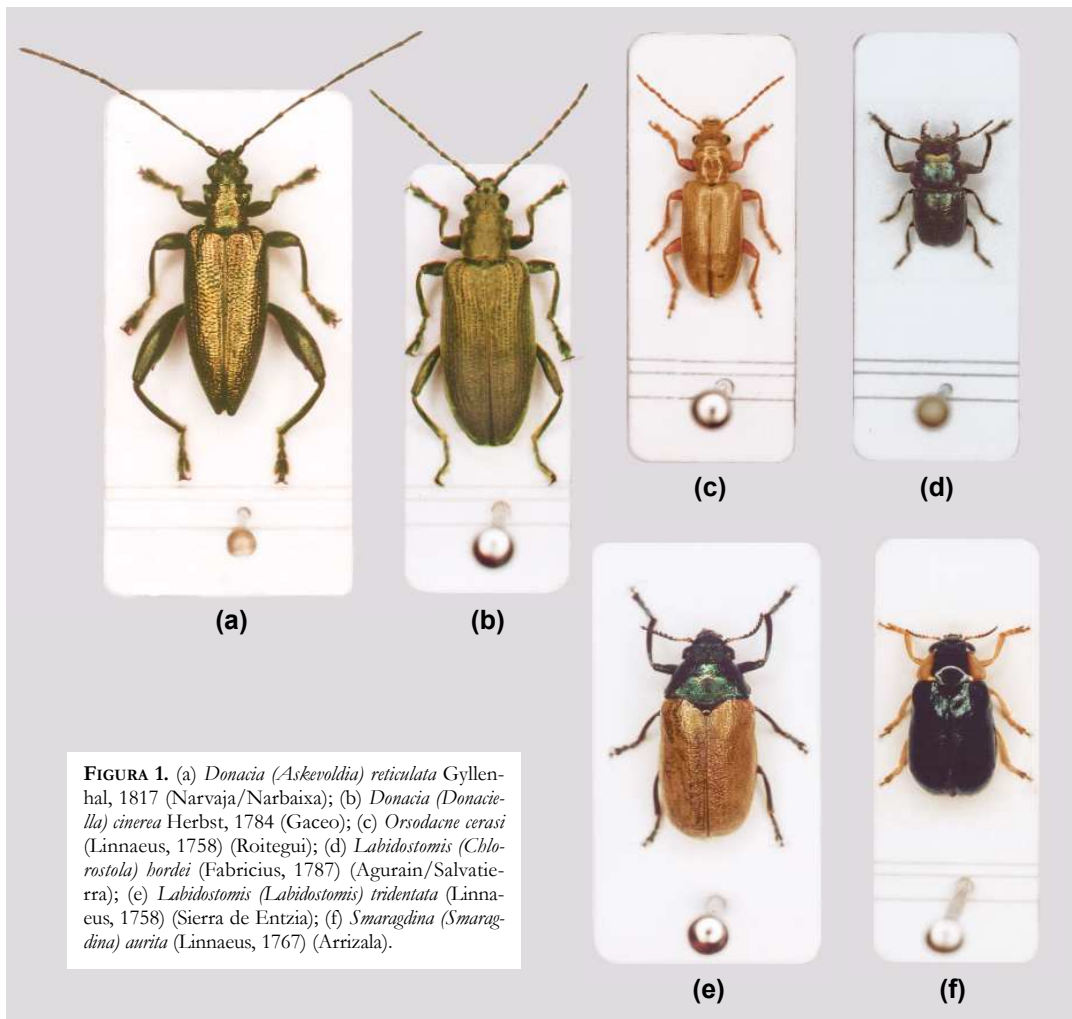 (a)
(b)
(c)
(d)
(e)
(f)
FIGURA 1. (a) Donacia (Askevoldia) reticulata Gyllen-
hal, 1817 (Narvaja/Narbaixa); (b) Donacia (Donacie-
lla) cinerea Herbst, 1784 (Gaceo); (c) Orsodacne cerasi
(Linnaeus, 1758) (Roitegui); (d) Labidostomis (Chlo-
rostola) hordei (Fabricius, 1787) (Agurain/Salvatie-
rra); (e) Labidostomis (Labidostomis) tridentata (Linna-
eus, 1758) (Sierra de Entzia); (f) Smaragdina (Smarag-
dina) aurita (Linnaeus, 1767) (Arrizala).